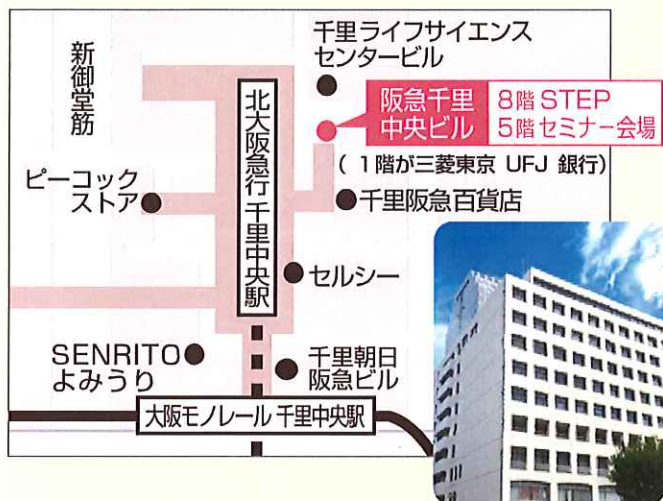 千里ライフサイエンス
センタービル
新御堂筋
阪急千里
中央ビル
8階 STEP
5階 セミナー会場
( 1階が三菱東京 UFJ 銀行)
北大阪急行 千里中央駅
ピーコック
ストア
千里阪急百貨店
セルシー
SENRITO
よみうり
千里朝日
阪急ビル
大阪モノレール 千里中央駅